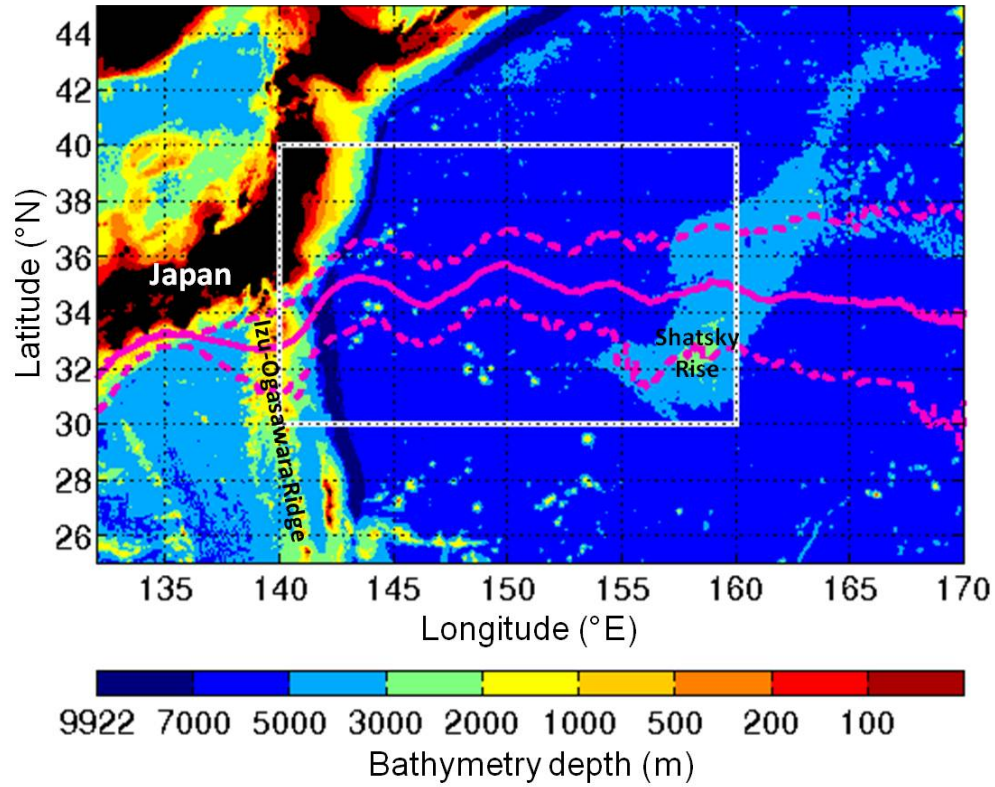 44
42
40
38
36
34
32
30
28
26
Latitude (°N)
Japan
Izu-Ogasawara Ridge
Shatsky
Rise
135 140 145 150 155 160 165 170
Longitude (°E)
9922 7000 5000 3000 2000 1000 500 200 100
Bathymetry depth (m)